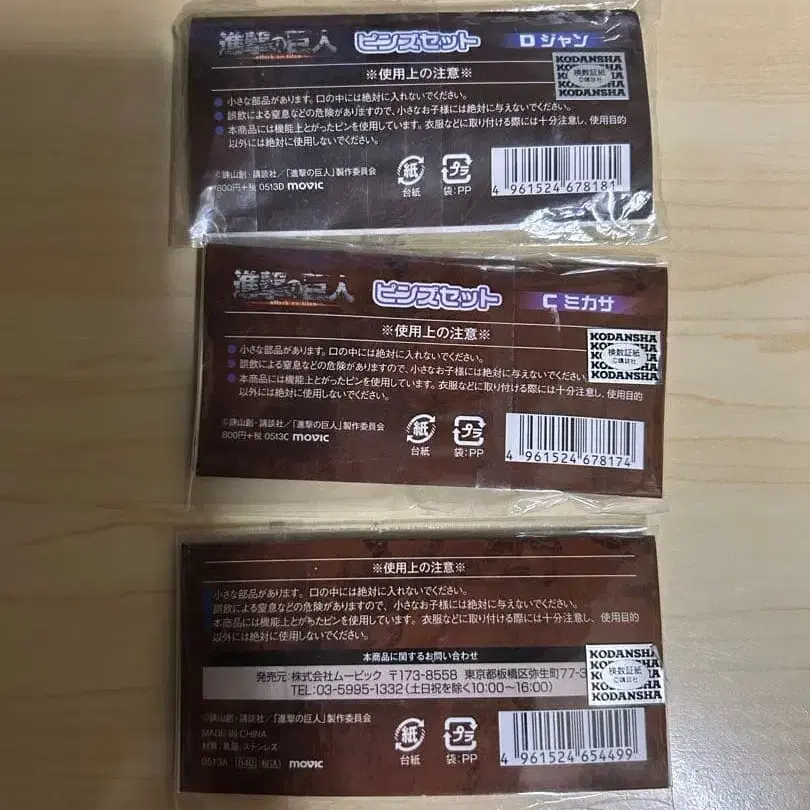 進撃の巨人 ピンズセット D ジャン
※使用上の注意※
KODANSHA
検数証紙
©講談社
KODANSHA
● 小さな部品があります。口の中には絶対に入れないでください。
● 誤飲による窒息などの危険がありますので、小さなお子様には絶対に与えないでください。
● 本商品には機能上とがったピンを使用しています。衣服などに取り付ける際には十分注意し、使用目的
以外には絶対に使用しないでください。
©諫山創・講談社/「進撃の巨人」製作委員会
800円+税 0513D movic
紙
台紙
プラ
袋:PP
4 961524 678181
進撃の巨人 ピンズセット C ミカサ
※使用上の注意※
KODANSHA
検数証紙
©講談社
KODANSHA
● 小さな部品があります。口の中には絶対に入れないでください。
● 誤飲による窒息などの危険がありますので、小さなお子様には絶対に与えないでください。
● 本商品には機能上とがったピンを使用しています。衣服などに取り付ける際には十分注意し、使用目的
以外には絶対に使用しないでください。
©諫山創・講談社/「進撃の巨人」製作委員会
800円+税 0513C movic
紙
台紙
プラ
袋:PP
4 961524 678174
※使用上の注意※
小さな部品があります。口の中には絶対に入れないでください。
誤飲による窒息などの危険がありますので、小さなお子様には絶対に与えないでください。
本商品には機能上とがったピンを使用しています。衣服などに取り付ける際には十分注意し、使用目的
以外には絶対に使用しないでください。
本商品に関するお問い合わせ
発売元:株式会社ムービック 〒173-8558 東京都板橋区弥生町77-3
TEL:03-5995-1332(土日祝を除く10:00~16:00)
KODANSHA
検数証紙
©講談社
KODANSHA
©諫山創・講談社/「進撃の巨人」製作委員会
MADE IN CHINA
材質:真鍮、ステンレス
0513A 840 税込 movic
紙
台紙
プラ
袋:PP
4 961524 654499